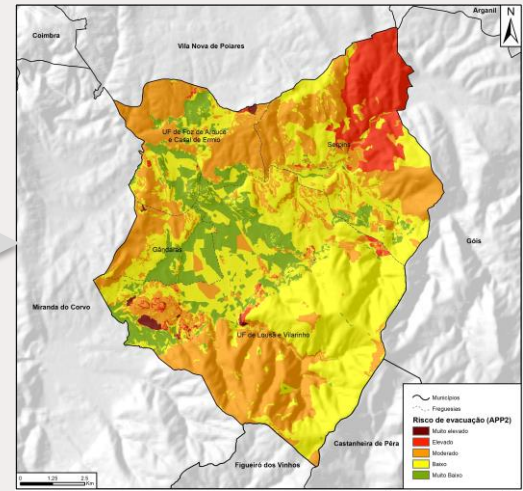 Arganil
N
Coimbra
Vila Nova de Poiares
UF de Foz de Arouce
e Casal de Ermio
Serpins
Góis
Gândaras
Miranda do Corvo
UF de Lousã e Vilarinho
Castanheira de Pêra
Figueiró dos Vinhos
Municípios
Freguesias
Risco de evacuação (APP2)
Muito elevado
Elevado
Moderado
Baixo
Muito Baixo
0 1,25 2,5
Km